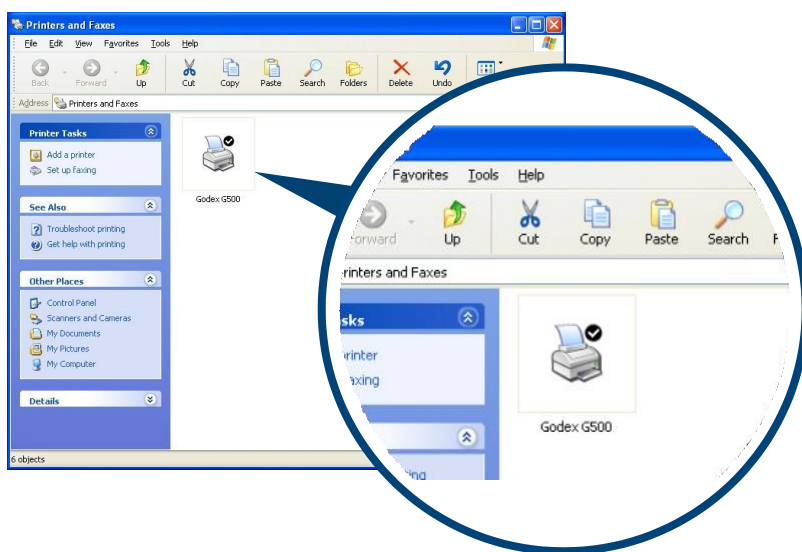 Printers and Faxes
File Edit View Favorites Tools Help
Back Forward Up Cut Copy Paste Search Folders Delete Undo
Address Printers and Faxes
Printer Tasks
Add a printer
Set up faxing
See Also
Troubleshoot printing
Get help with printing
Other Places
Control Panel
Scanners and Cameras
My Documents
My Pictures
My Computer
Details
Godex G500
6 objects
Favorites Tools Help
orward Up Cut Copy Paste Search F
rinters and Faxes
sks
rinter
axing
ting
Godex G500